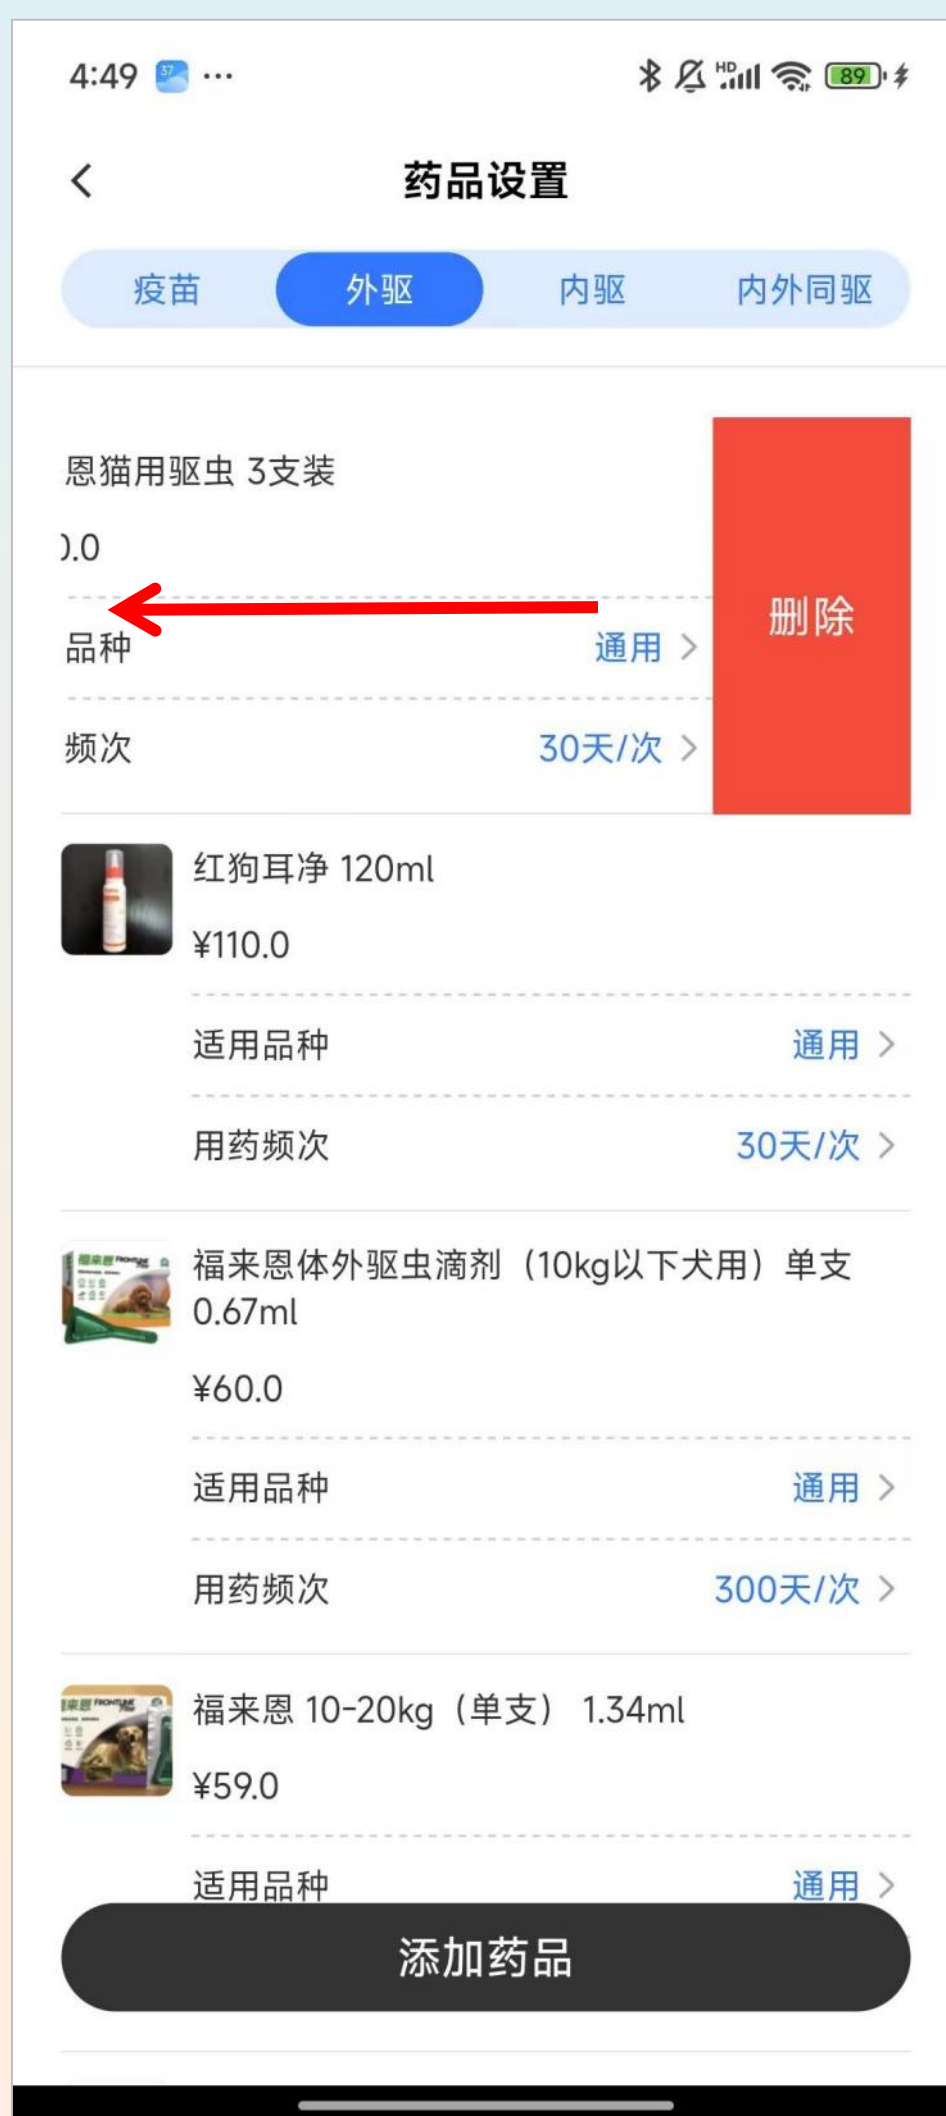 4:49 37 ... HD 89
药品设置
疫苗 外驱 内驱 内外同驱
恩猫用驱虫 3支装
0.0
删除
品种 通用
频次 30天/次
红狗耳净 120ml
¥110.0
适用品种 通用
用药频次 30天/次
福来恩体外驱虫滴剂（10kg以下犬用）单支
0.67ml
¥60.0
适用品种 通用
用药频次 300天/次
福来恩 10-20kg（单支） 1.34ml
¥59.0
适用品种 通用
添加药品